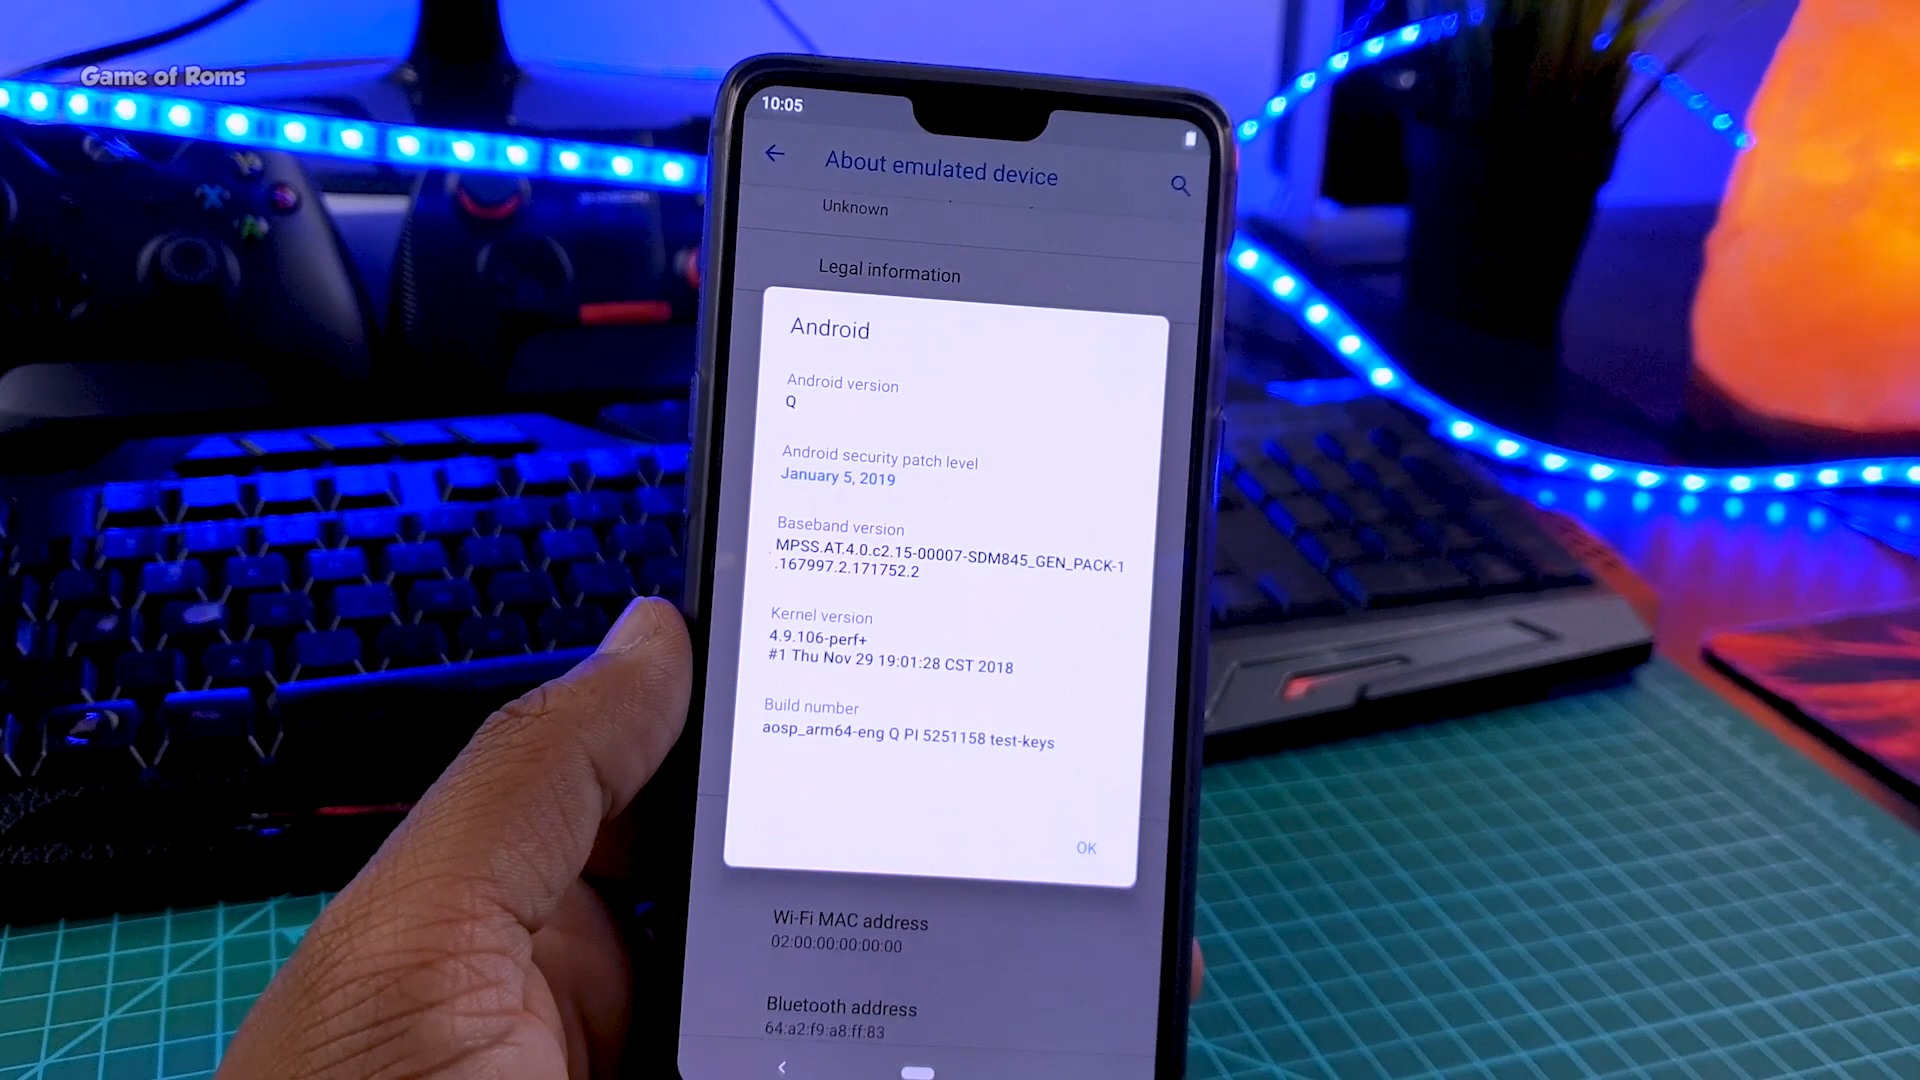 Game of Roms
10:05
About emulated device
Unknown
Legal information
Android
Android version
Q
Android security patch level
January 5, 2019
Baseband version
MPSS.AT.4.0.c2.15-00007-SDM845_GEN_PACK-1
.167997.2.171752.2
Kernel version
4.9.106-perf+
#1 Thu Nov 29 19:01:28 CST 2018
Build number
aosp_arm64-eng Q PI 5251158 test-keys
OK
Wi-Fi MAC address
02:00:00:00:00:00
Bluetooth address
64:a2:f9:a8:ff:83
Y
X
A